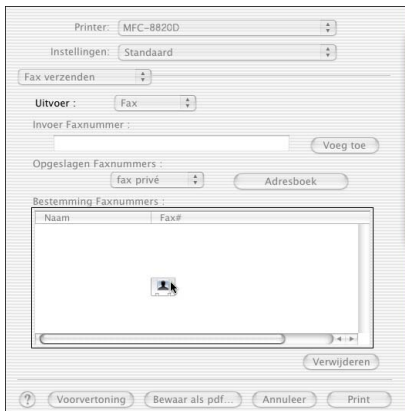 Printer: MFC-8820D
Instellingen: Standaard
Fax verzenden
Uitvoer : Fax
Invoer Faxnummer :
Voeg toe
Opgeslagen Faxnummers :
fax privé Adresboek
Bestemming Faxnummers :
Naam Fax#
Verwijderen
? Voorvertoning Bewaar als pdf... Annuleer Print